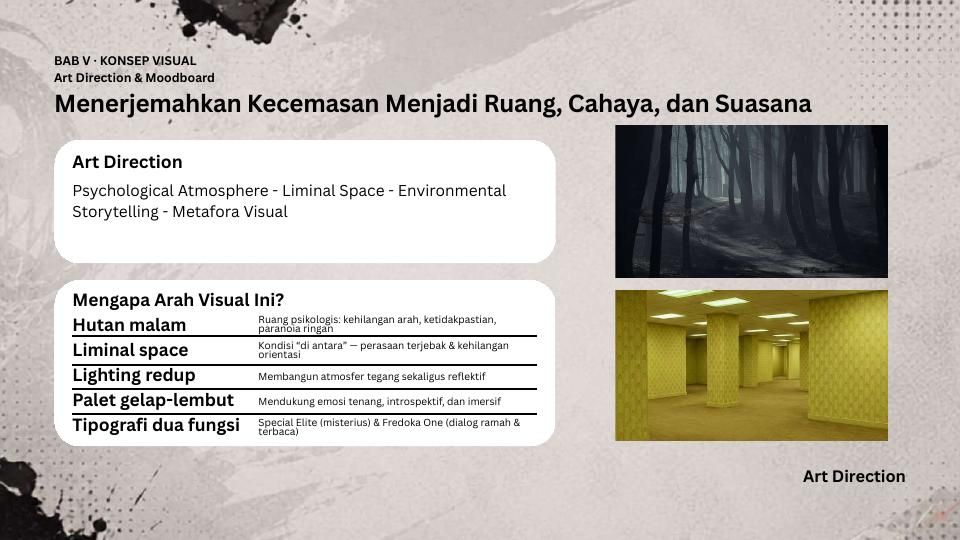 BAB V · KONSEP VISUAL
Art Direction & Moodboard
Menerjemahkan Kecemasan Menjadi Ruang, Cahaya, dan Suasana
Art Direction
Psychological Atmosphere - Liminal Space - Environmental
Storytelling - Metafora Visual
Mengapa Arah Visual Ini?
Hutan malam
Ruang psikologis: kehilangan arah, ketidakpastian,
paranoia ringan
Liminal space
Kondisi “di antara” — perasaan terjebak & kehilangan
orientasi
Lighting redup
Membangun atmosfer tegang sekaligus reflektif
Palet gelap-lembut
Mendukung emosi tenang, introspektif, dan imersif
Tipografi dua fungsi
Special Elite (misterius) & Fredoka One (dialog ramah &
terbaca)
Art Direction